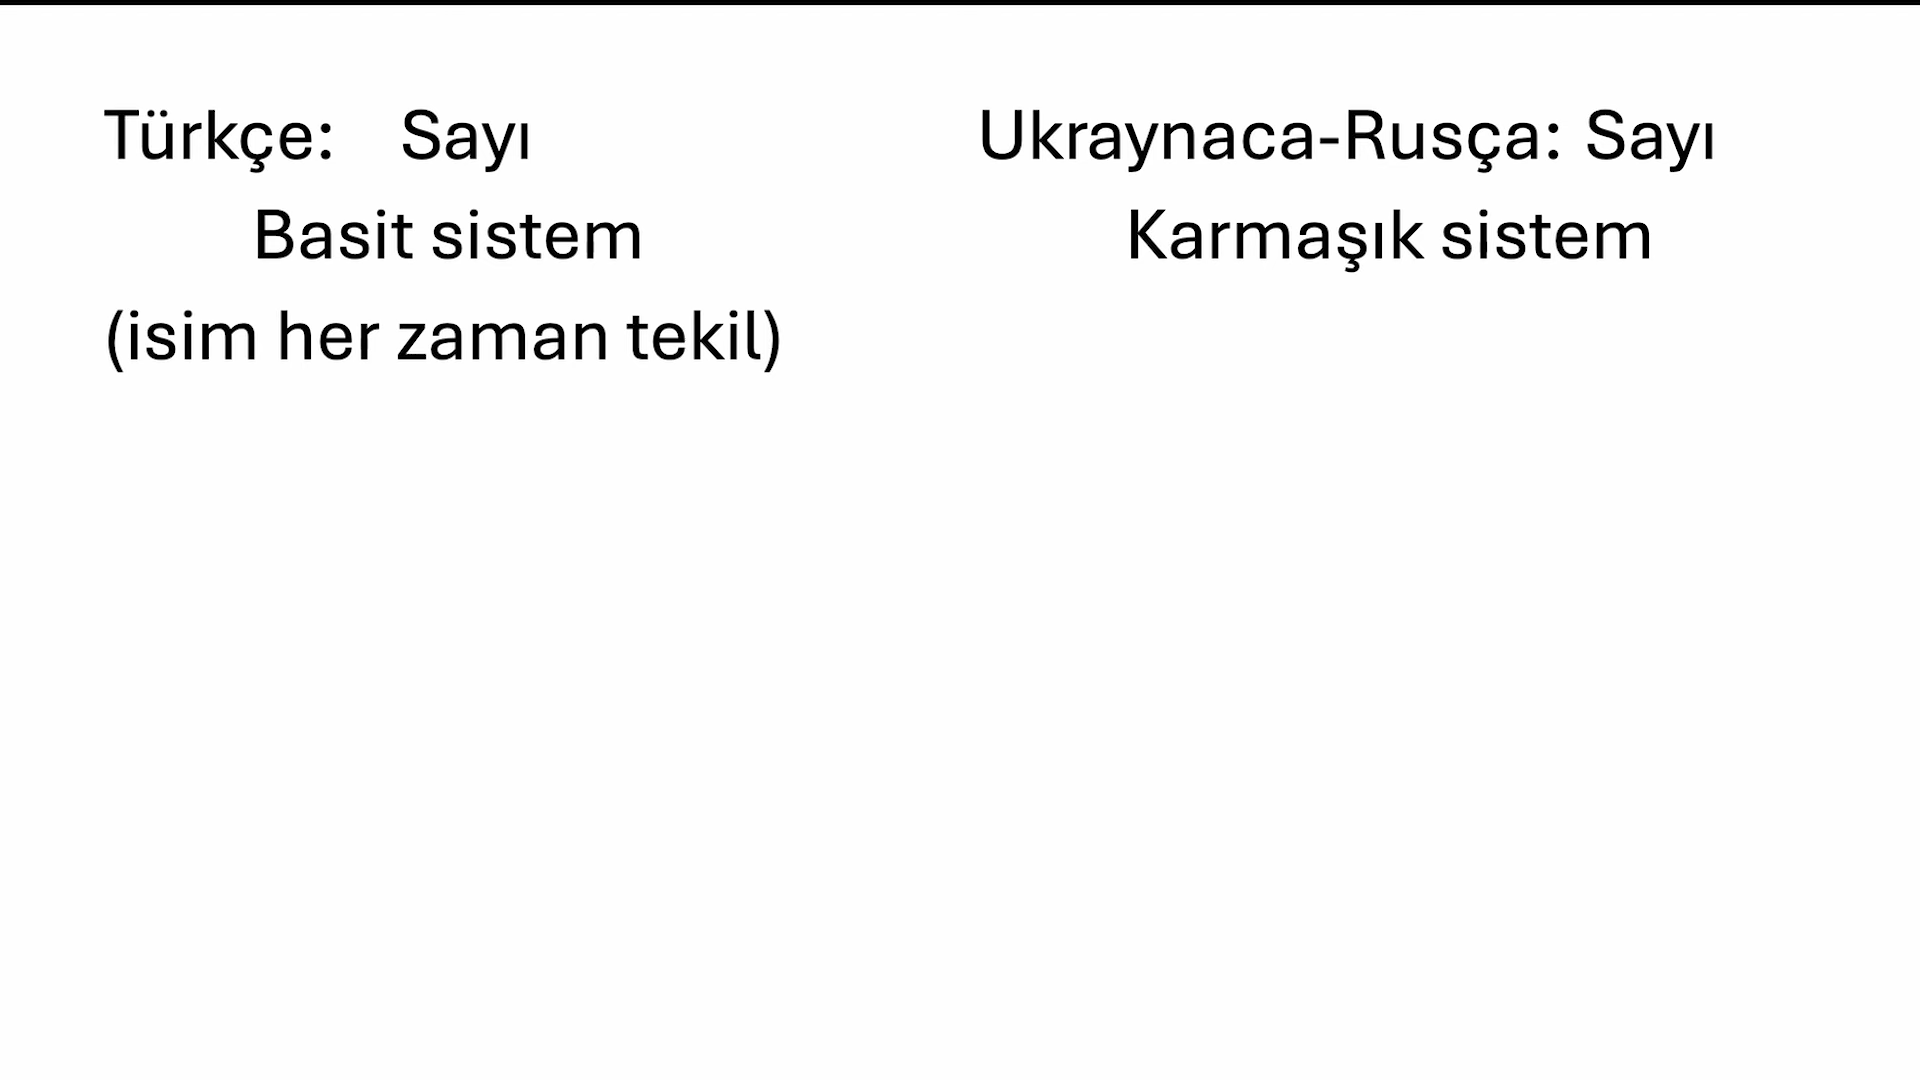 Türkçe: Sayı
Basit sistem
(isim her zaman tekil)
Ukraynaca-Rusça: Sayı
Karmaşık sistem